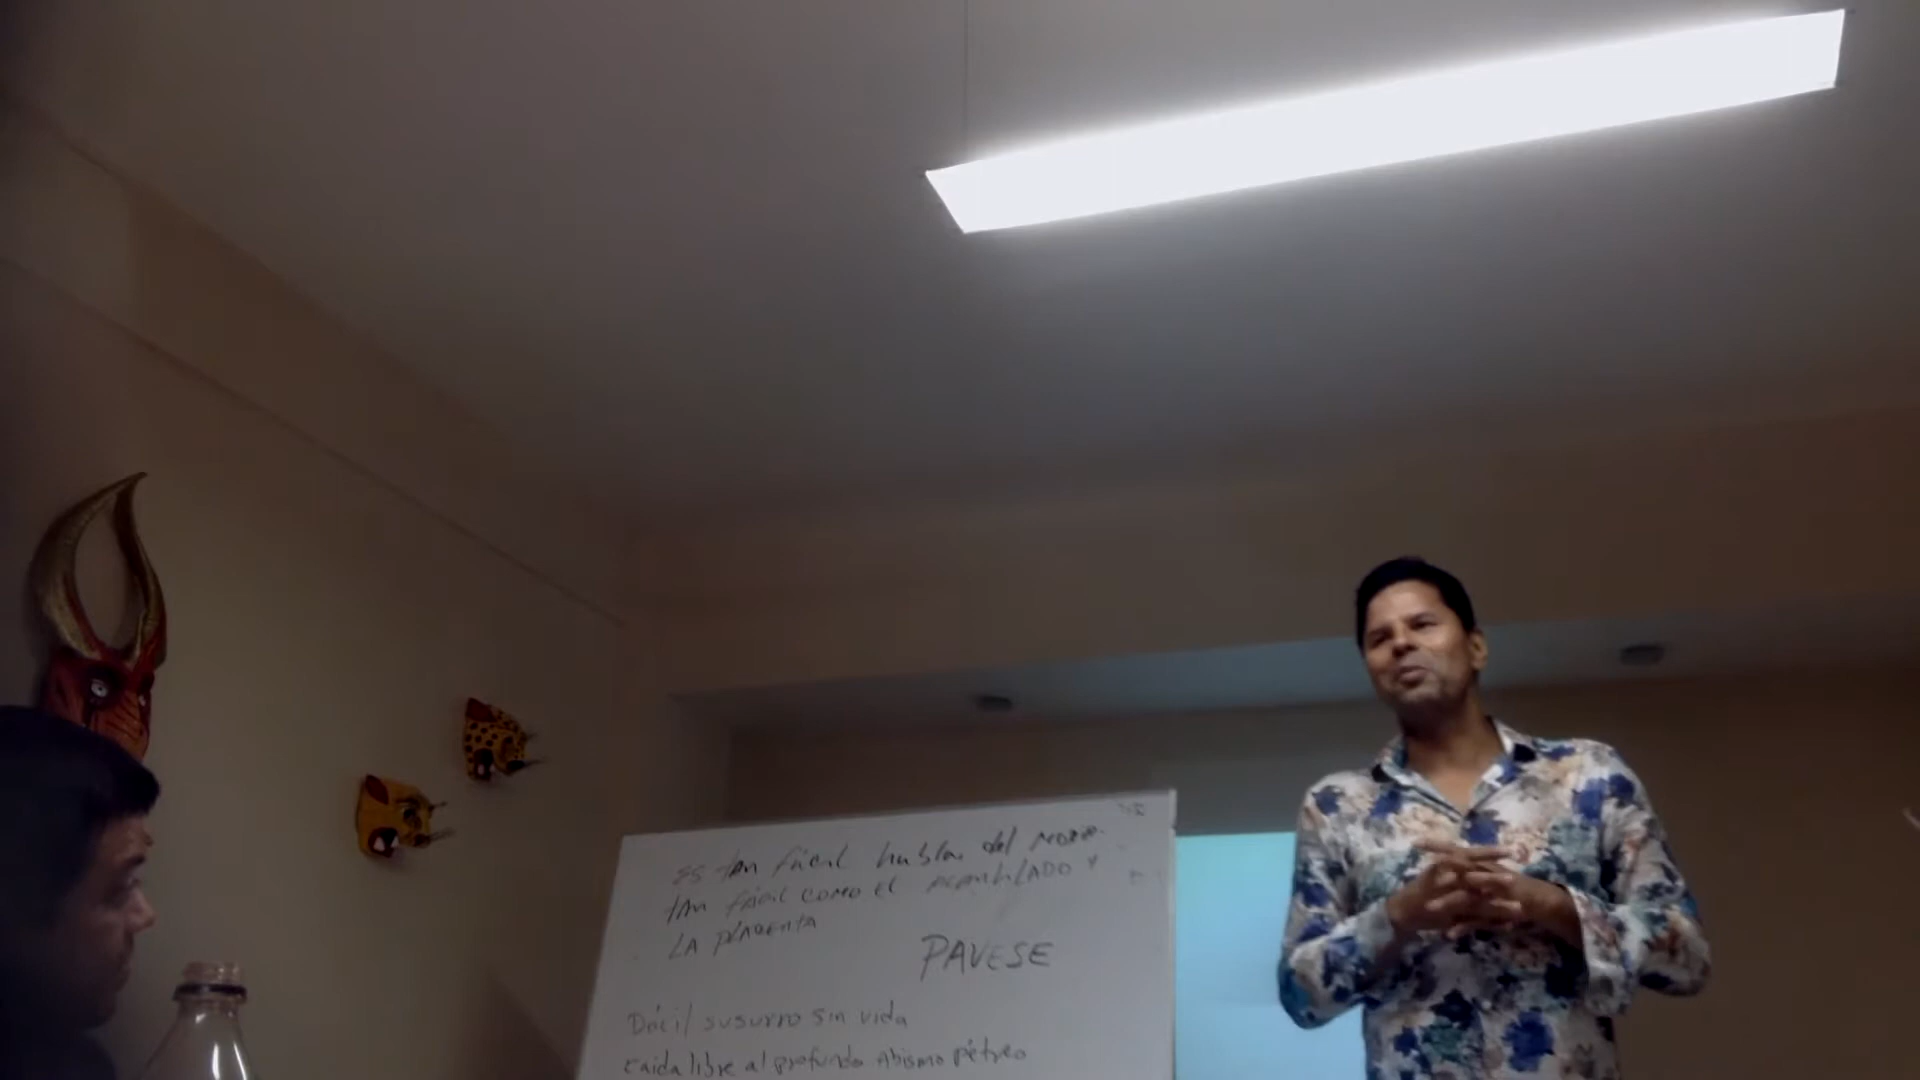 ES TAN FÁCIL hablar del MORIR
TAN FÁCIL COMO EL Y
LA PLACENTA
PAVESE
Dócil susurro sin vida
caída libre al profundo Abismo pétreo